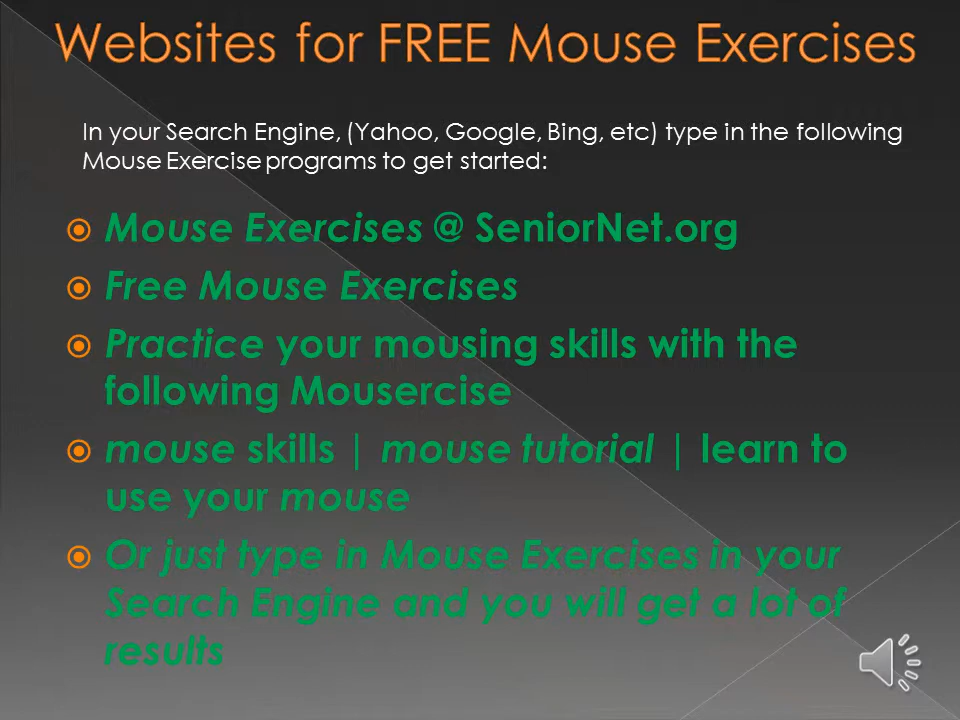 Websites for FREE Mouse Exercises
In your Search Engine, (Yahoo, Google, Bing, etc) type in the following
Mouse Exercise programs to get started:
Mouse Exercises @ SeniorNet.org
Free Mouse Exercises
Practice your mousing skills with the
following Mousercise
mouse skills | mouse tutorial | learn to
use your mouse
Or just type in Mouse Exercises in your
Search Engine and you will get a lot of
results